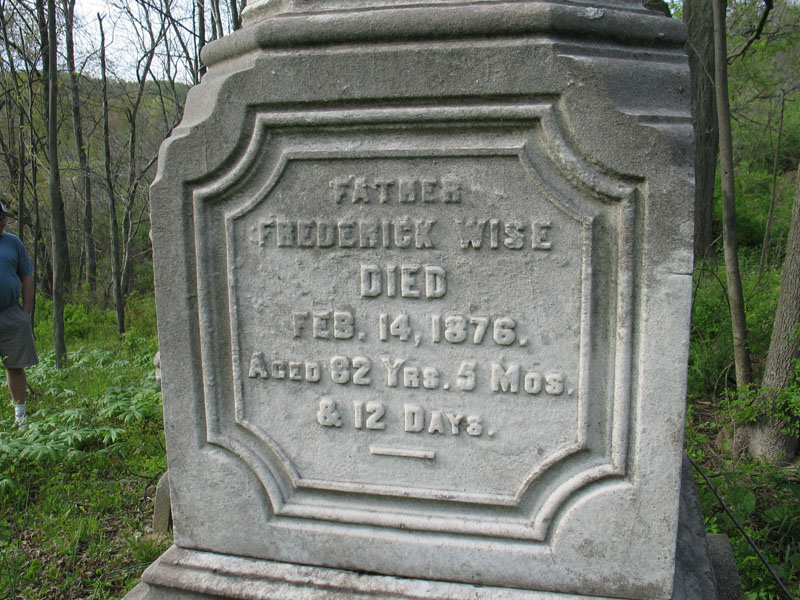 FATHER
FREDERICK WISE
DIED
FEB. 14, 1876.
AGED 82 YRS. 5 MOS.
& 12 DAYS.